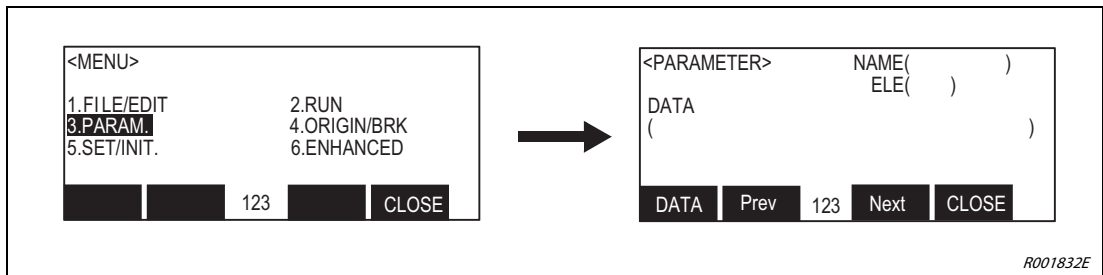 <MENU>
1.FILE/EDIT 2.RUN
3.PARAM. 4.ORIGIN/BRK
5.SET/INIT. 6.ENHANCED
123 CLOSE
<PARAMETER> NAME( )
ELE( )
DATA
( )
DATA Prev 123 Next CLOSE
R001832E